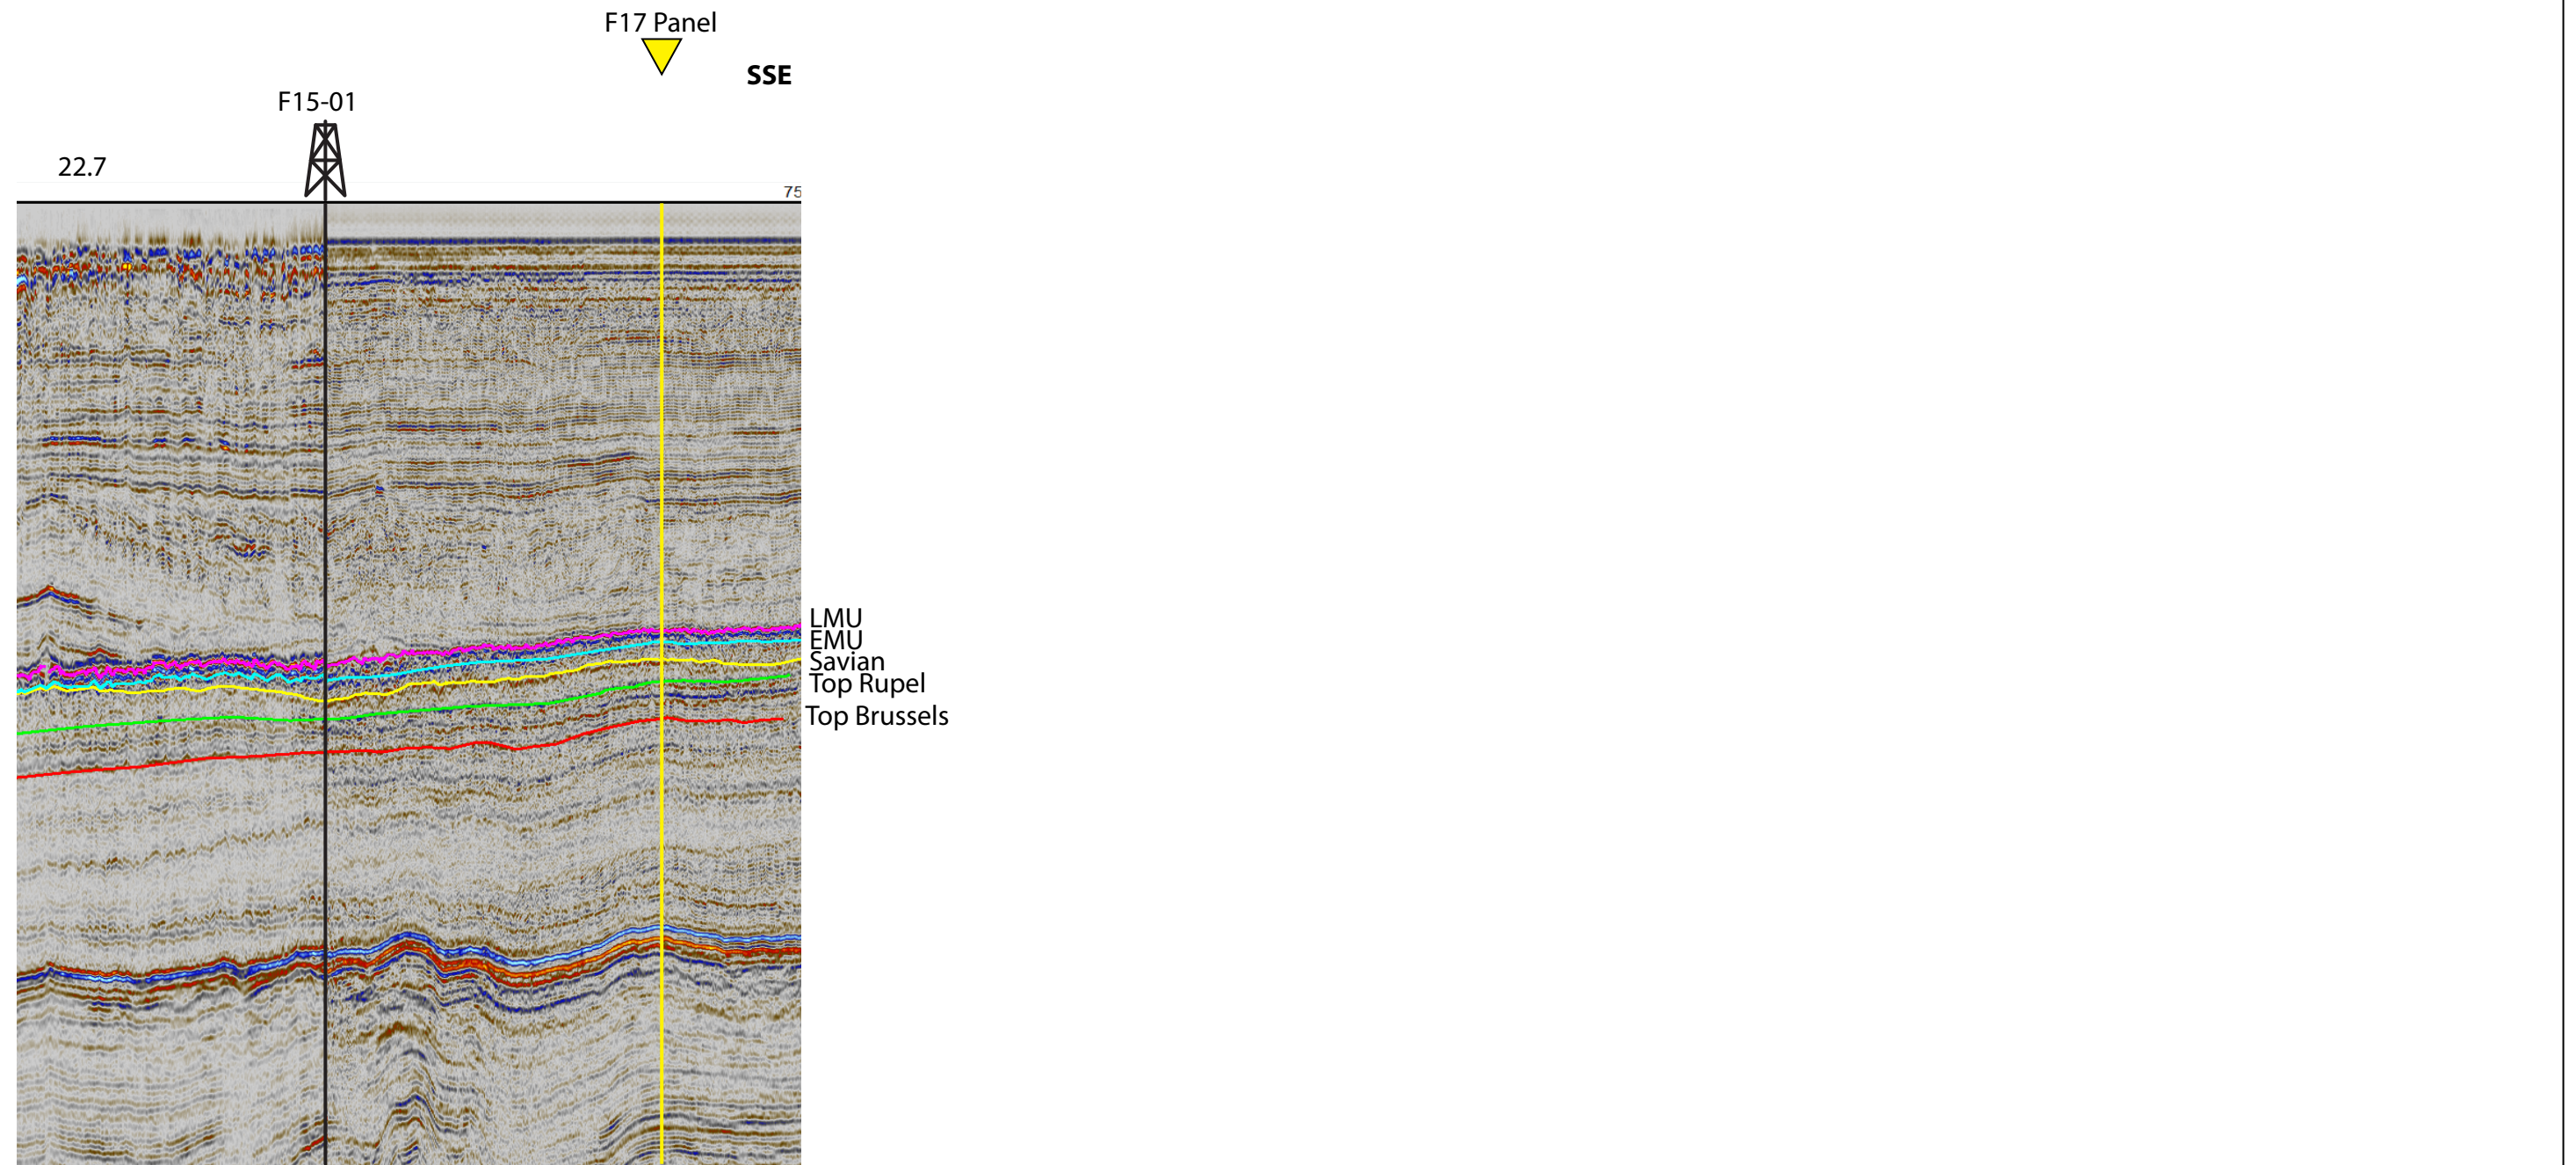 F17 Panel
SSE
F15-01
22.7
75
LMU
EMU
Savian
Top Rupel
Top Brussels